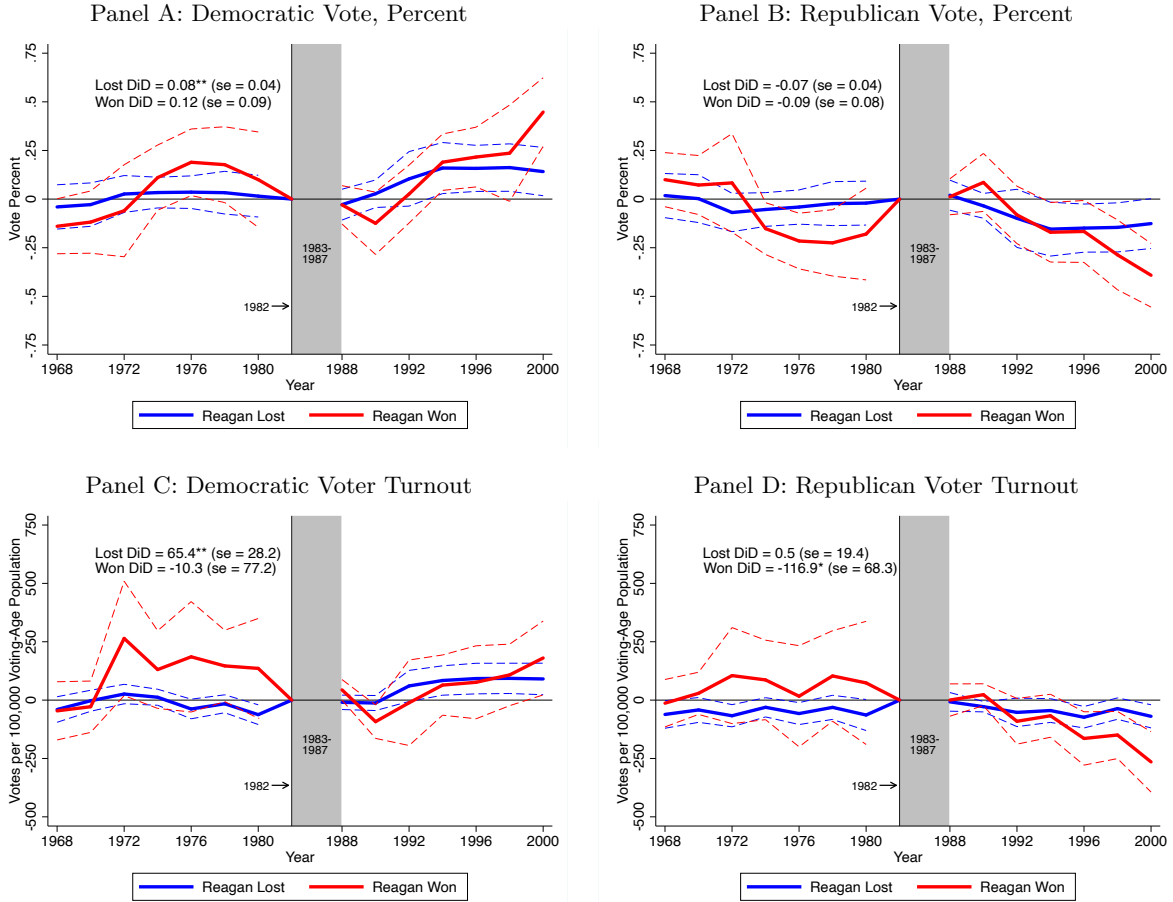 Panel A: Democratic Vote, Percent
Vote Percent
.75
.5
.25
0
-.25
-.5
-.75
Lost DiD = 0.08** (se = 0.04)
Won DiD = 0.12 (se = 0.09)
1983-
1987
1982
1968
1972
1976
1980
1988
1992
1996
2000
Year
Reagan Lost
Reagan Won
Panel B: Republican Vote, Percent
Vote Percent
.75
.5
.25
0
-.25
-.5
-.75
Lost DiD = -0.07 (se = 0.04)
Won DiD = -0.09 (se = 0.08)
1983-
1987
1982
1968
1972
1976
1980
1988
1992
1996
2000
Year
Reagan Lost
Reagan Won
Panel C: Democratic Voter Turnout
Votes per 100,000 Voting-Age Population
750
500
250
0
-250
-500
Lost DiD = 65.4** (se = 28.2)
Won DiD = -10.3 (se = 77.2)
1983-
1987
1982
1968
1972
1976
1980
1988
1992
1996
2000
Year
Reagan Lost
Reagan Won
Panel D: Republican Voter Turnout
Votes per 100,000 Voting-Age Population
750
500
250
0
-250
-500
Lost DiD = 0.5 (se = 19.4)
Won DiD = -116.9* (se = 68.3)
1983-
1987
1982
1968
1972
1976
1980
1988
1992
1996
2000
Year
Reagan Lost
Reagan Won